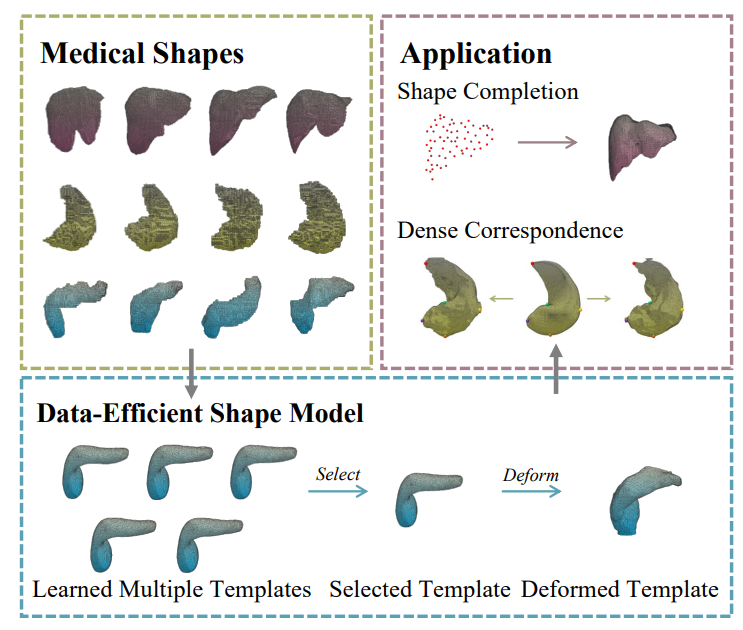 Medical Shapes
Application
Shape Completion
Dense Correspondence
Data-Efficient Shape Model
Select
Deform
Learned Multiple Templates
Selected Template
Deformed Template